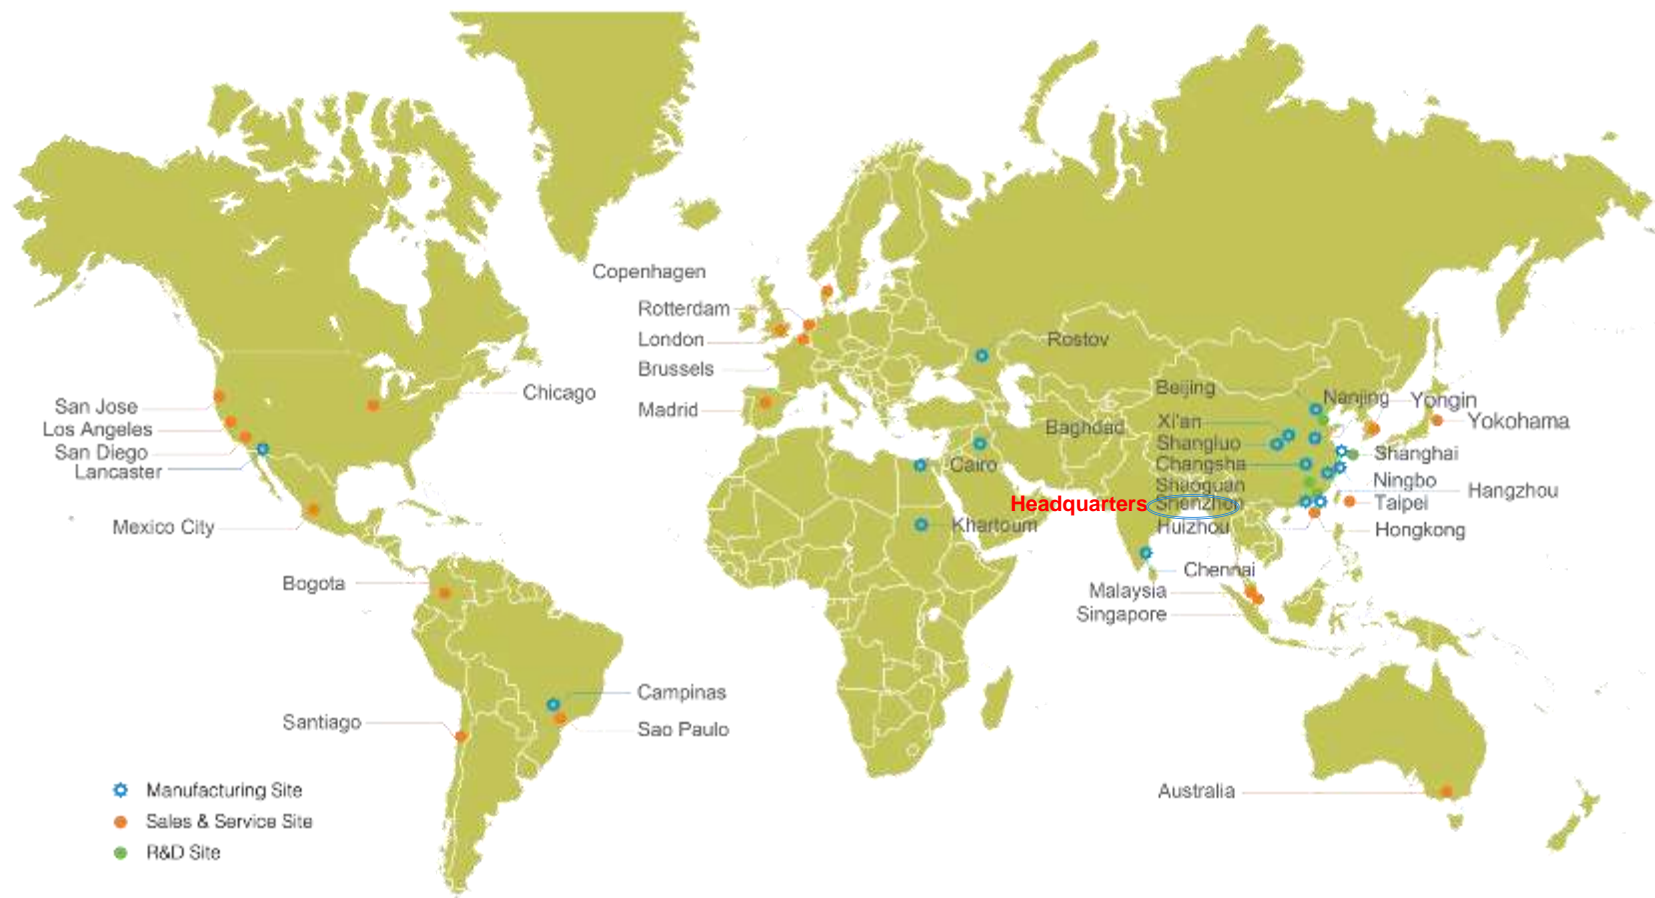 Copenhagen
Rotterdam
London
Brussels
Madrid
Rostov
Baghdad
Cairo
Khartoum
Chicago
San Jose
Los Angeles
San Diego
Lancaster
Mexico City
Bogota
Santiago
Campinas
Sao Paulo
Beijing
Xi'an
Shangluo
Changsha
Shaoguan
Headquarters Shenzhen
Huizhou
Nanjing
Yongin
Yokohama
Shanghai
Ningbo
Hangzhou
Taipei
Hongkong
Chennai
Malaysia
Singapore
Australia
Manufacturing Site
Sales & Service Site
R&D Site